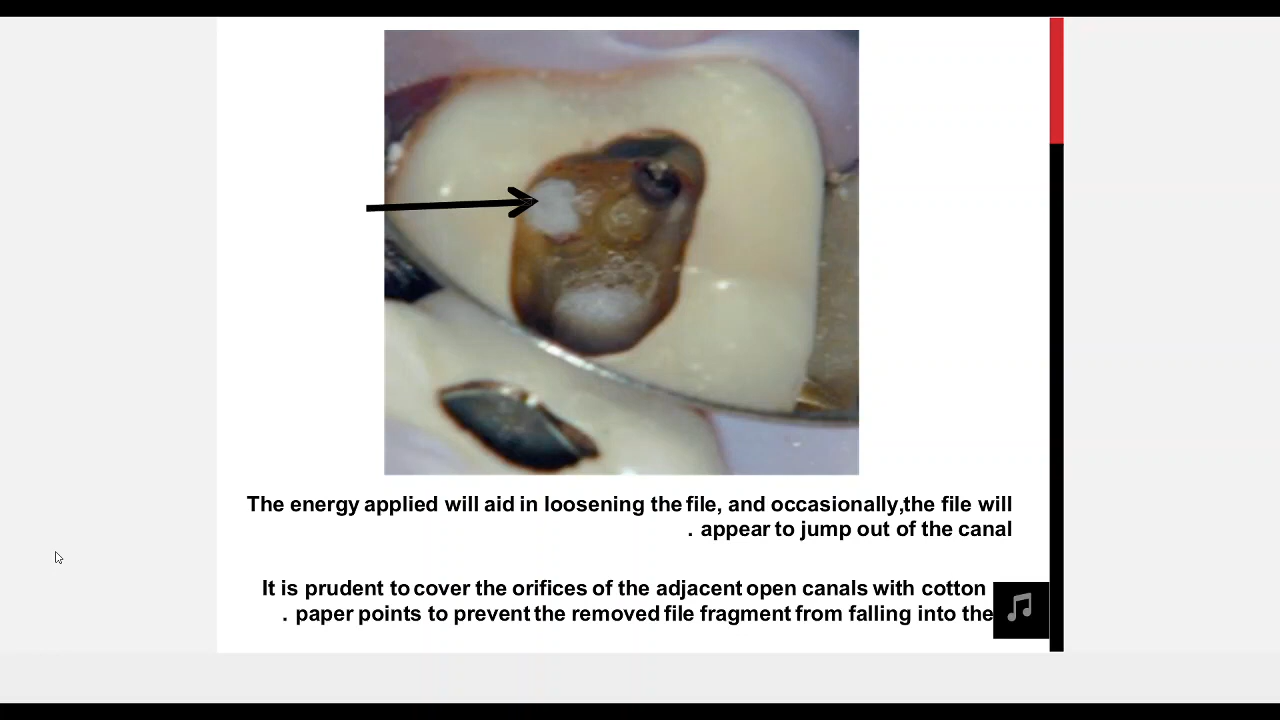 The energy applied will aid in loosening the file, and occasionally,the file will
. appear to jump out of the canal
It is prudent to cover the orifices of the adjacent open canals with cotton
. paper points to prevent the removed file fragment from falling into the